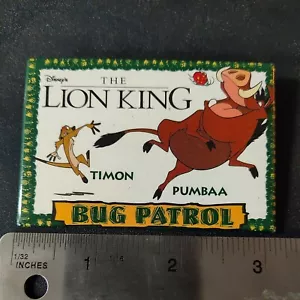 Disney's
THE
LION KING
TIMON
PUMBAA
BUG PATROL
1/32
INCHES
1
2
3